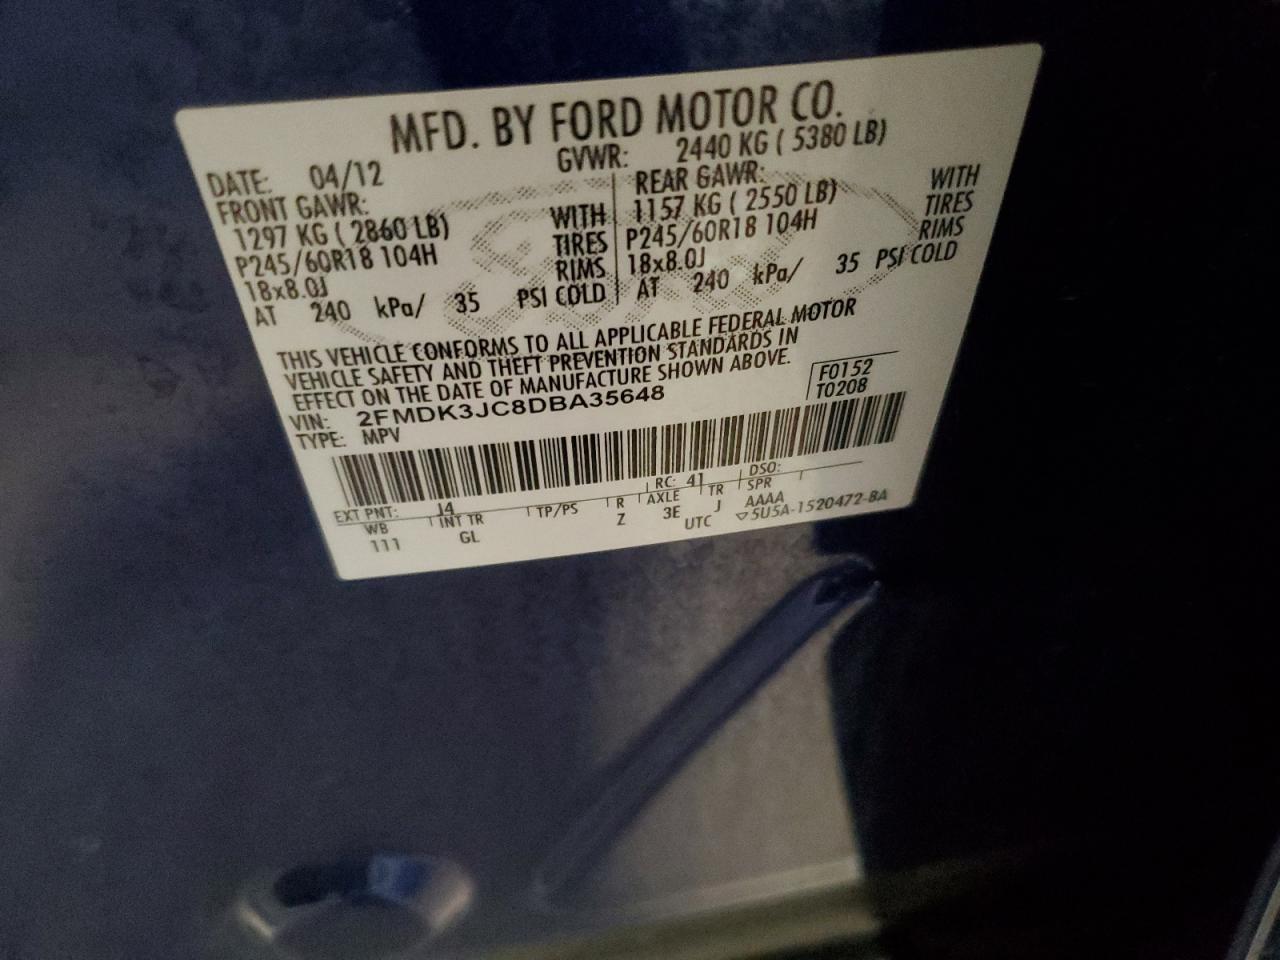 MFD. BY FORD MOTOR CO.
DATE: 04/12 GVWR: 2440 KG ( 5380 LB)
FRONT GAWR: REAR GAWR:
1297 KG ( 2860 LB) WITH 1157 KG ( 2550 LB) WITH
P245/60R18 104H TIRES P245/60R18 104H TIRES
18x8.0J RIMS 18x8.0J RIMS
AT 240 kPa/ 35 PSI COLD AT 240 kPa/ 35 PSI COLD
THIS VEHICLE CONFORMS TO ALL APPLICABLE FEDERAL MOTOR
VEHICLE SAFETY AND THEFT PREVENTION STANDARDS IN
EFFECT ON THE DATE OF MANUFACTURE SHOWN ABOVE.
VIN: 2FMDK3JC8DBA35648 F0152
TYPE: MPV T0208
EXT PNT: J4 RC: 41 DSO:
WB INT TR TP/PS R AXLE TR SPR
111 GL Z 3E J AAAA
UTC ▽5U5A-1520472-BA